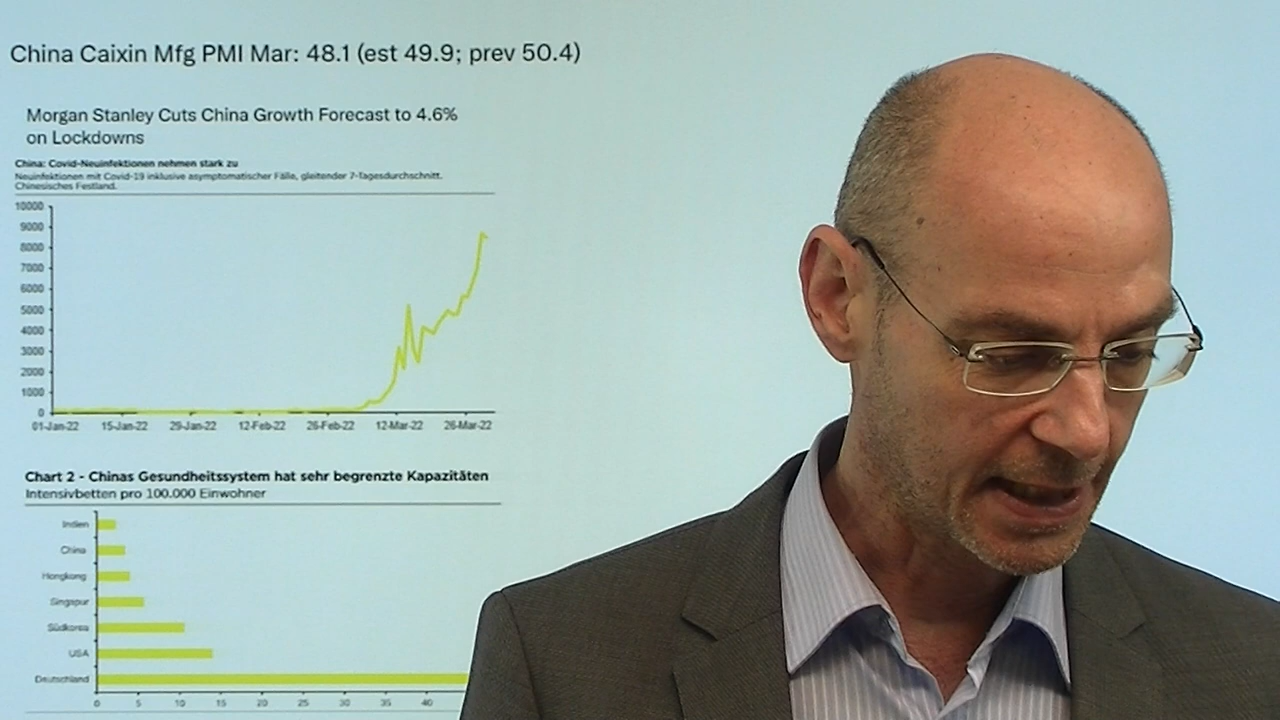 China Caixin Mfg PMI Mar: 48.1 (est 49.9; prev 50.4)
Morgan Stanley Cuts China Growth Forecast to 4.6%
on Lockdowns
China: Covid-Neuinfektionen nehmen stark zu
Neuinfektionen mit Covid-19 inklusive asymptomatischer Fälle, gleitender 7-Tagesdurchschnitt.
Chinesisches Festland.
10000
9000
8000
7000
6000
5000
4000
3000
2000
1000
0
01-Jan-22 15-Jan-22 29-Jan-22 12-Feb-22 26-Feb-22 12-Mar-22 26-Mar-22
Chart 2 - Chinas Gesundheitssystem hat sehr begrenzte Kapazitäten
Intensivbetten pro 100.000 Einwohner
Indien
China
Hongkong
Singapur
Südkorea
USA
Deutschland
0 5 10 15 20 25 30 35 40